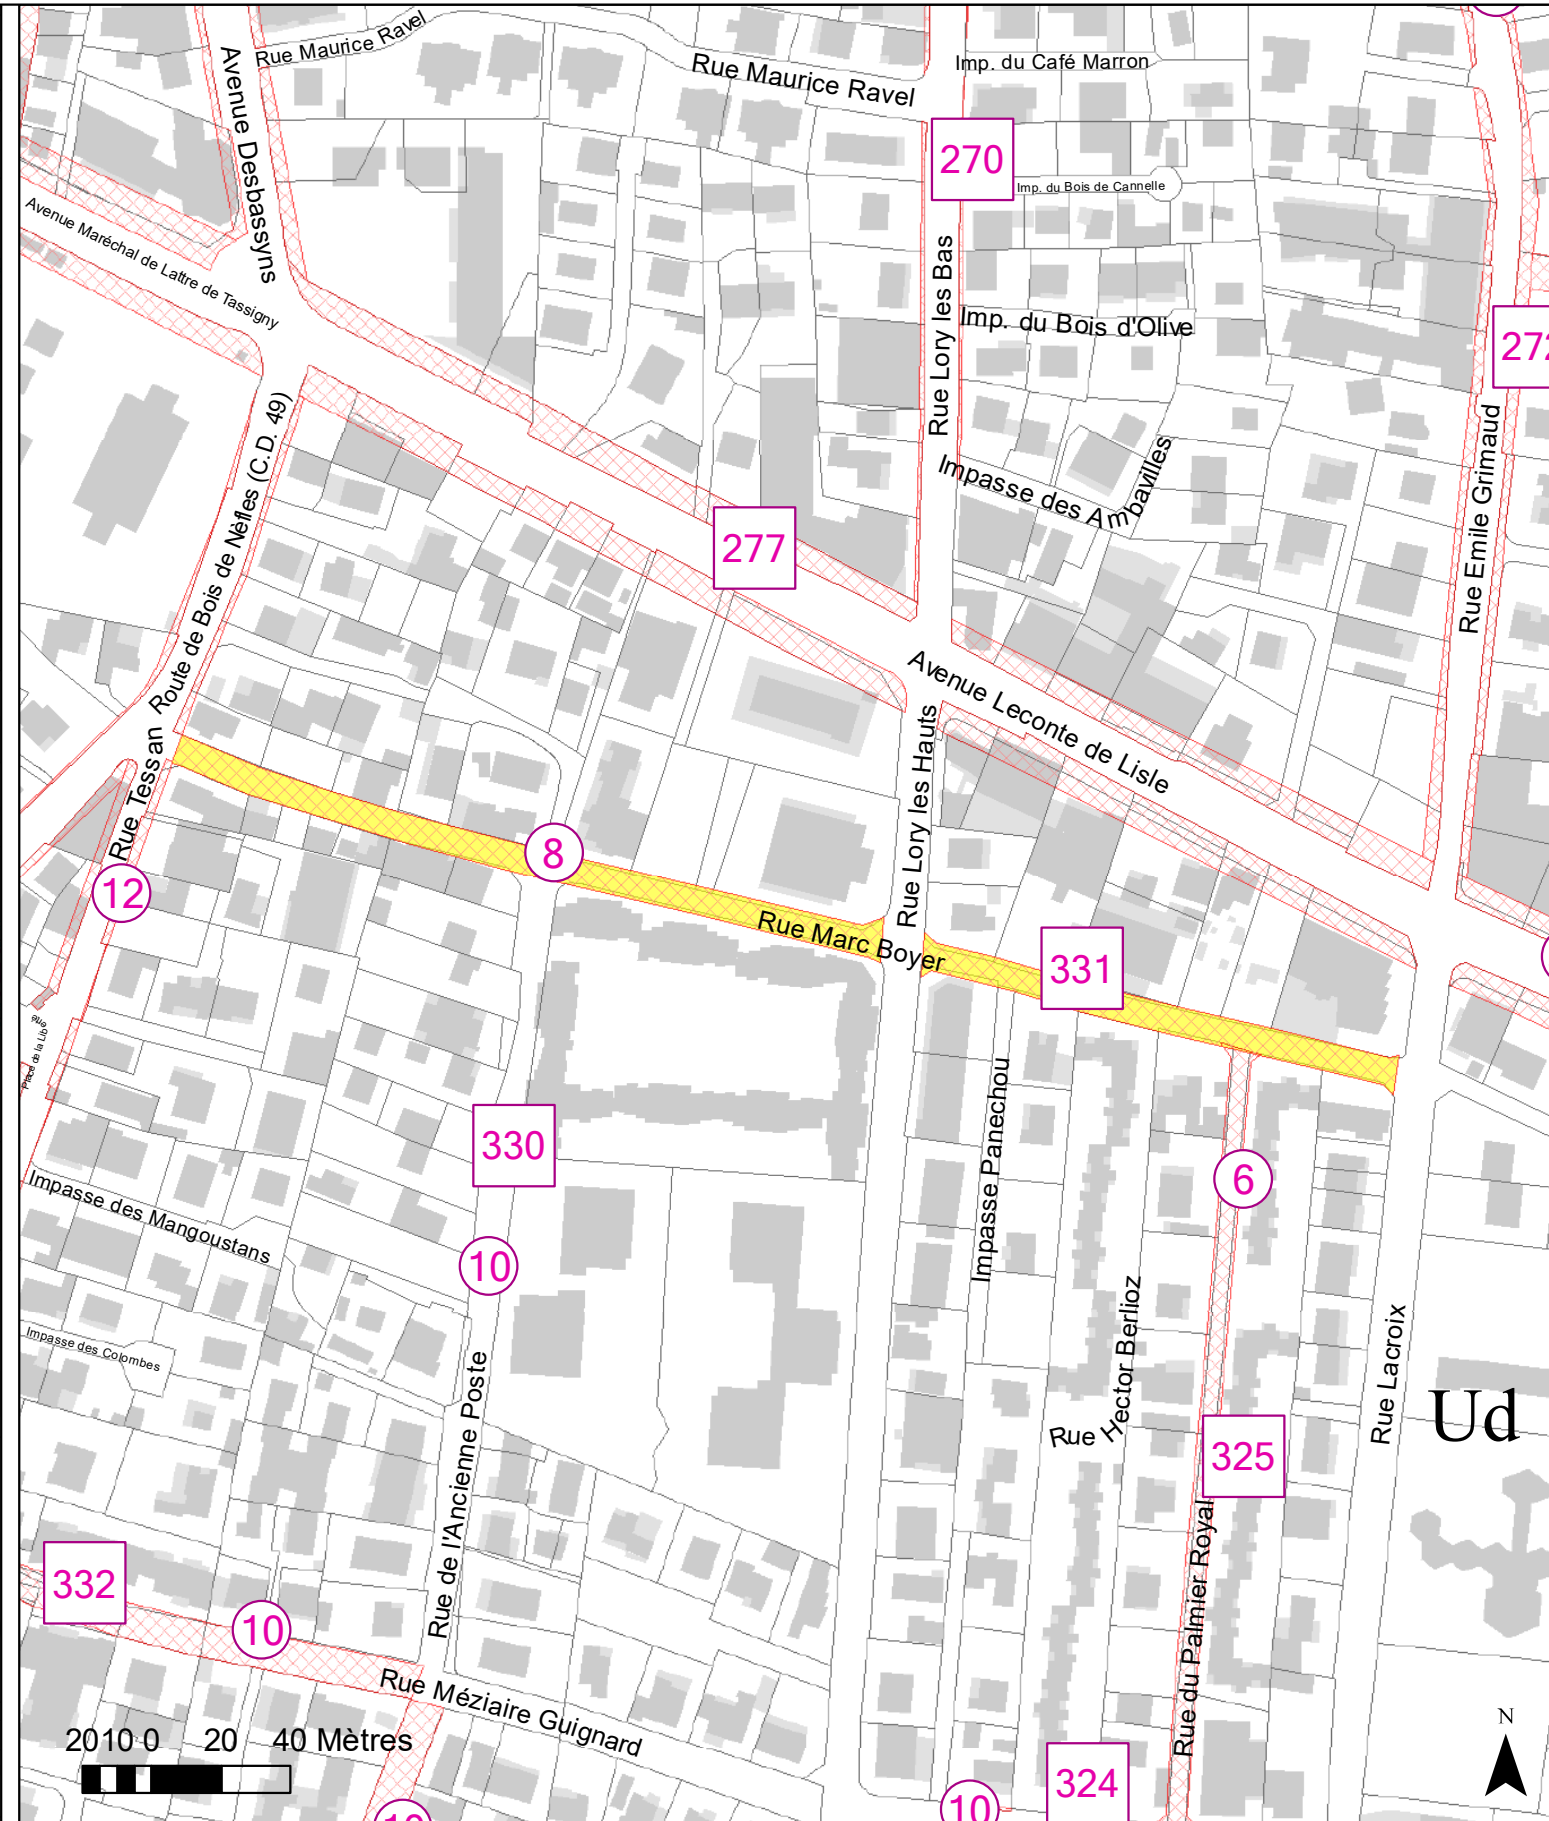 Rue Maurice Ravel
Rue Maurice Ravel
Imp. du Café Marron
Avenue Desbassyns
270
Imp. du Bois de Cannelle
Avenue Maréchal de Lattre de Tassigny
Rue Lory les Bas
Imp. du Bois d'Olive
272
Route de Bois de Nèfles (C.D. 49)
Impasse des Ambavilles
Rue Emile Grimaud
277
Avenue Leconte de Lisle
Rue Tessan
Rue Lory les Hauts
8
12
Rue Marc Boyer
331
Place de la Libérté
Impasse Panechou
330
6
Impasse des Mangoustans
10
Rue Hector Berlioz
Impasse des Colombes
Rue Lacroix
Rue de l'Ancienne Poste
Ud
325
332
Rue du Palmier Royal
10
Rue Méziaire Guignard
N
2010 0 20 40 Mètres
324
10
10